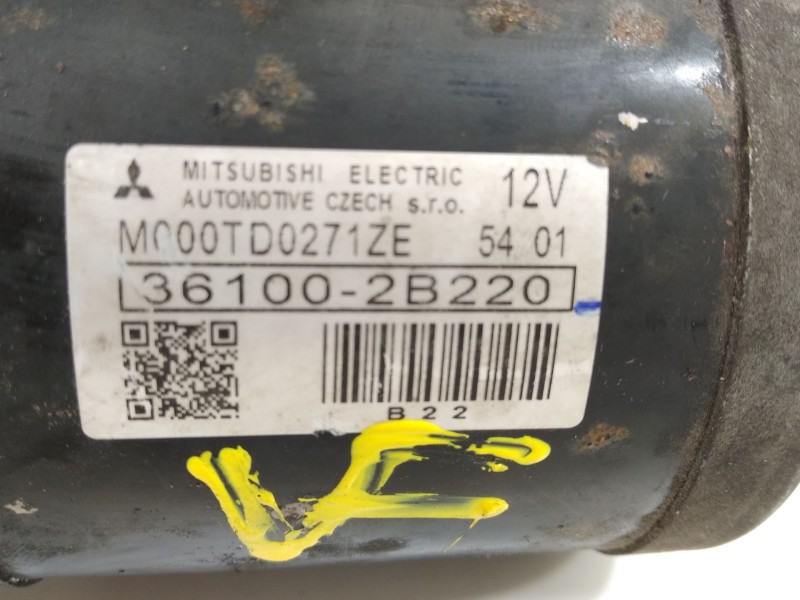 MITSUBISHI ELECTRIC 12V
AUTOMOTIVE CZECH s.r.o.
M000TD0271ZE 54 01
36100-2B220
B22